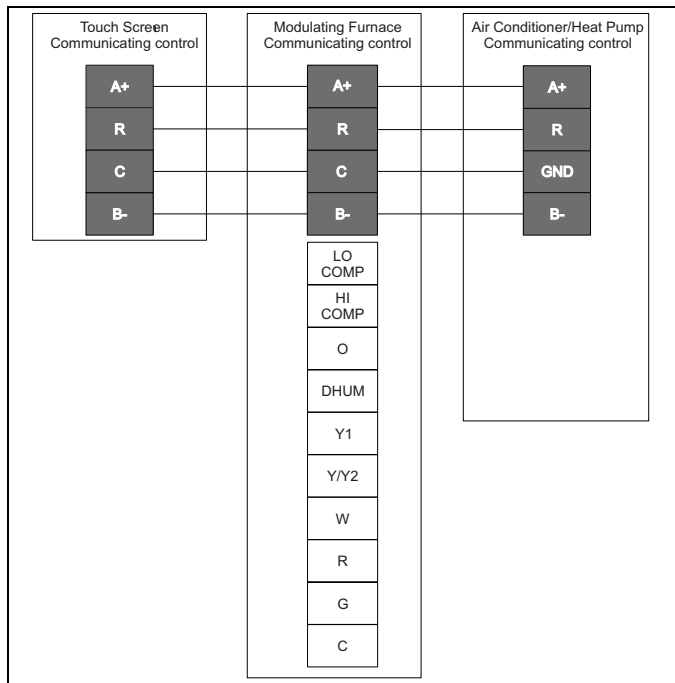 Touch Screen
Communicating control
A+
R
C
B-
Modulating Furnace
Communicating control
A+
R
C
B-
LO
COMP
HI
COMP
O
DHUM
Y1
Y/Y2
W
R
G
C
Air Conditioner/Heat Pump
Communicating control
A+
R
GND
B-